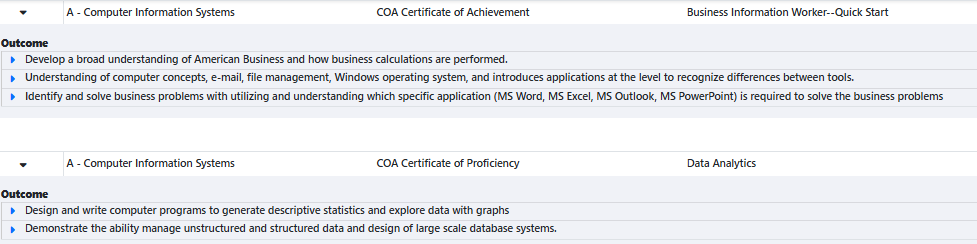 A - Computer Information Systems COA Certificate of Achievement Business Information Worker--Quick Start
Outcome
Develop a broad understanding of American Business and how business calculations are performed.
Understanding of computer concepts, e-mail, file management, Windows operating system, and introduces applications at the level to recognize differences between tools.
Identify and solve business problems with utilizing and understanding which specific application (MS Word, MS Excel, MS Outlook, MS PowerPoint) is required to solve the business problems
A - Computer Information Systems COA Certificate of Proficiency Data Analytics
Outcome
Design and write computer programs to generate descriptive statistics and explore data with graphs
Demonstrate the ability manage unstructured and structured data and design of large scale database systems.